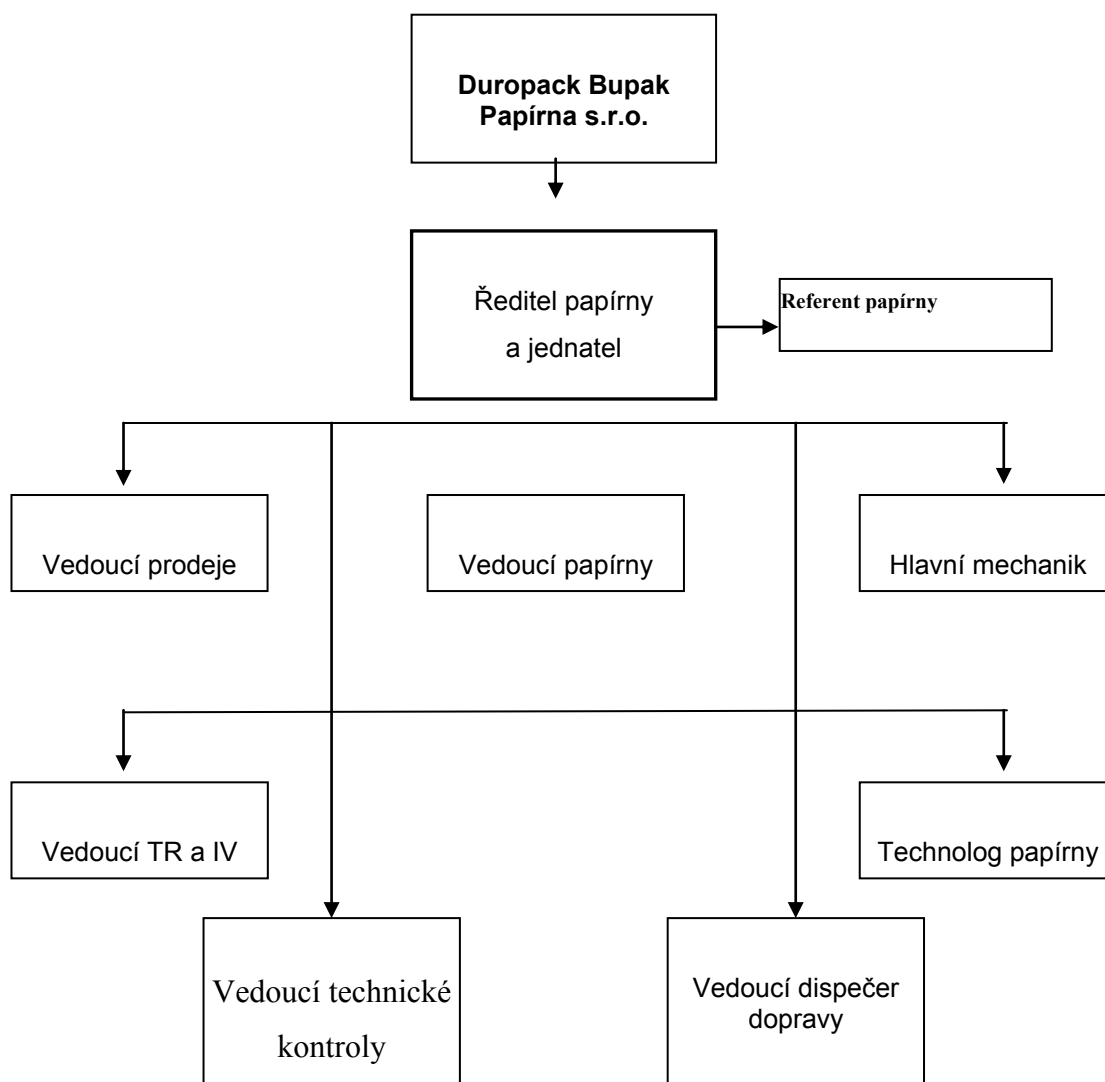 Duropack Bupak
Papírna s.r.o.
Ředitel papírny
a jednatel
Referent papírny
Vedoucí prodeje
Vedoucí papírny
Hlavní mechanik
Vedoucí TR a IV
Technolog papírny
Vedoucí technické
kontroly
Vedoucí dispečer
dopravy